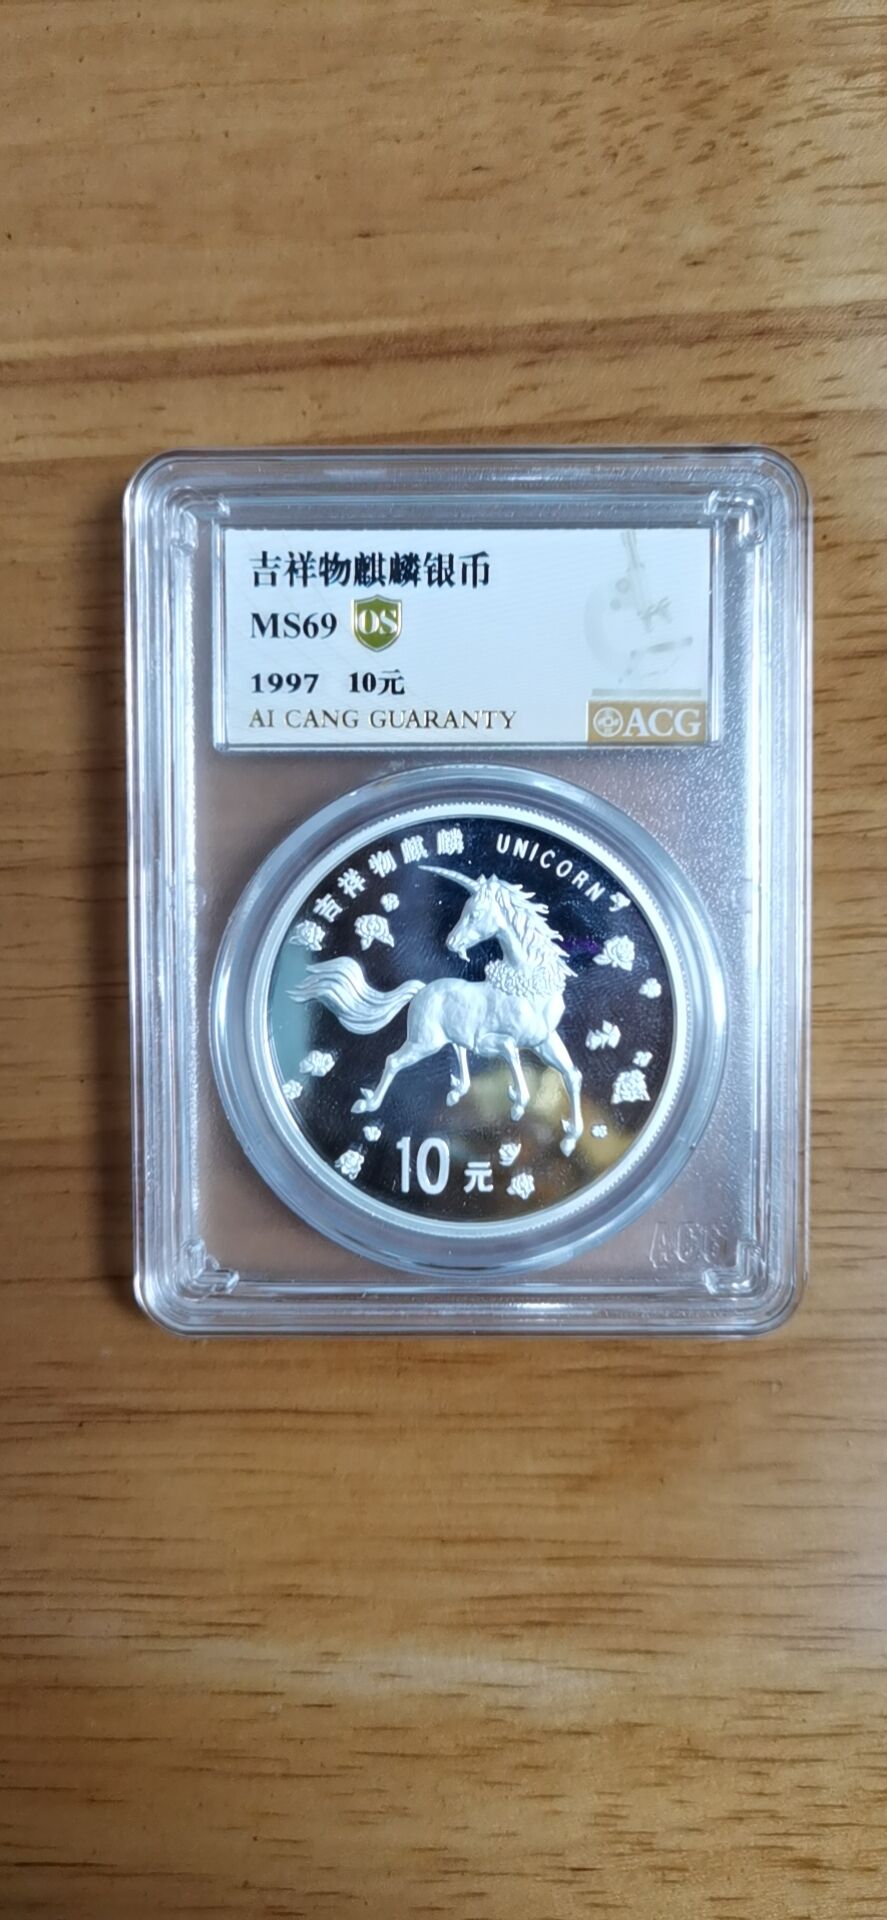 吉祥物麒麟银币
MS69 OS
1997 10元
AI CANG GUARANTY
ACG
吉祥物麒麟 UNICORN
10元
ACG